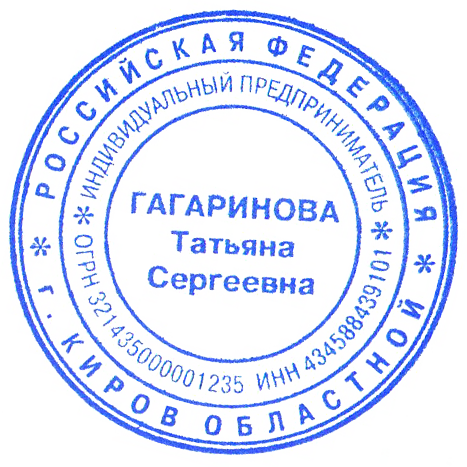 РОССИЙСКАЯ ФЕДЕРАЦИЯ
* г. КИРОВ ОБЛАСТНОЙ *
* ИНДИВИДУАЛЬНЫЙ ПРЕДПРИНИМАТЕЛЬ *
ОГРН 321435000001235 ИНН 434588439101
ГАГАРИНОВА
Татьяна
Сергеевна